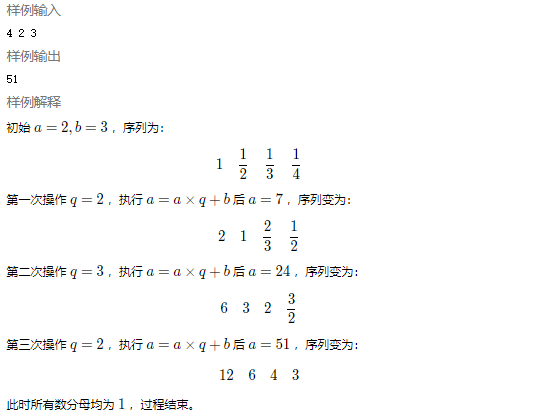 样例输入
4 2 3
样例输出
51
样例解释
初始 a = 2, b = 3 ，序列为：
1 1/2 1/3 1/4
第一次操作 q = 2 ，执行 a = a × q + b 后 a = 7 ，序列变为：
2 1 2/3 1/2
第二次操作 q = 3 ，执行 a = a × q + b 后 a = 24 ，序列变为：
6 3 2 3/2
第三次操作 q = 2 ，执行 a = a × q + b 后 a = 51 ，序列变为：
12 6 4 3
此时所有数分母均为 1 ，过程结束。